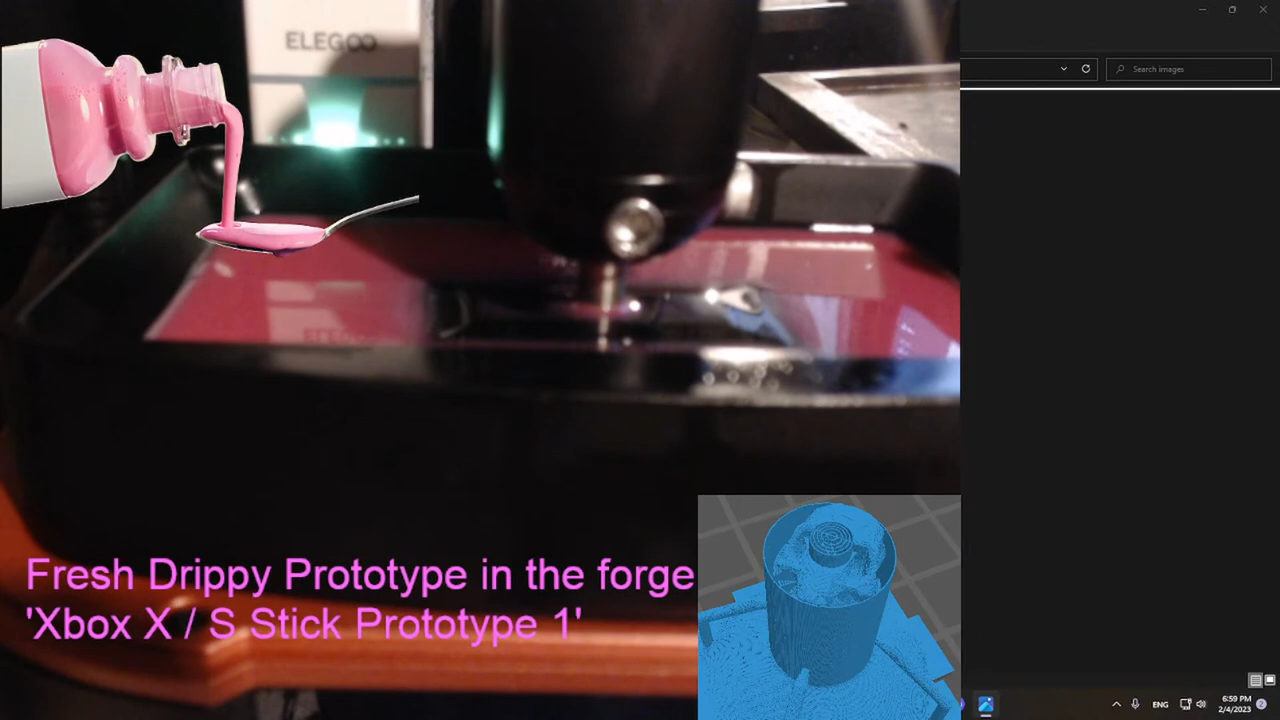 ELEGOO
Search images
Fresh Drippy Prototype in the forge
'Xbox X / S Stick Prototype 1'
ENG
6:59 PM
2/4/2023
2